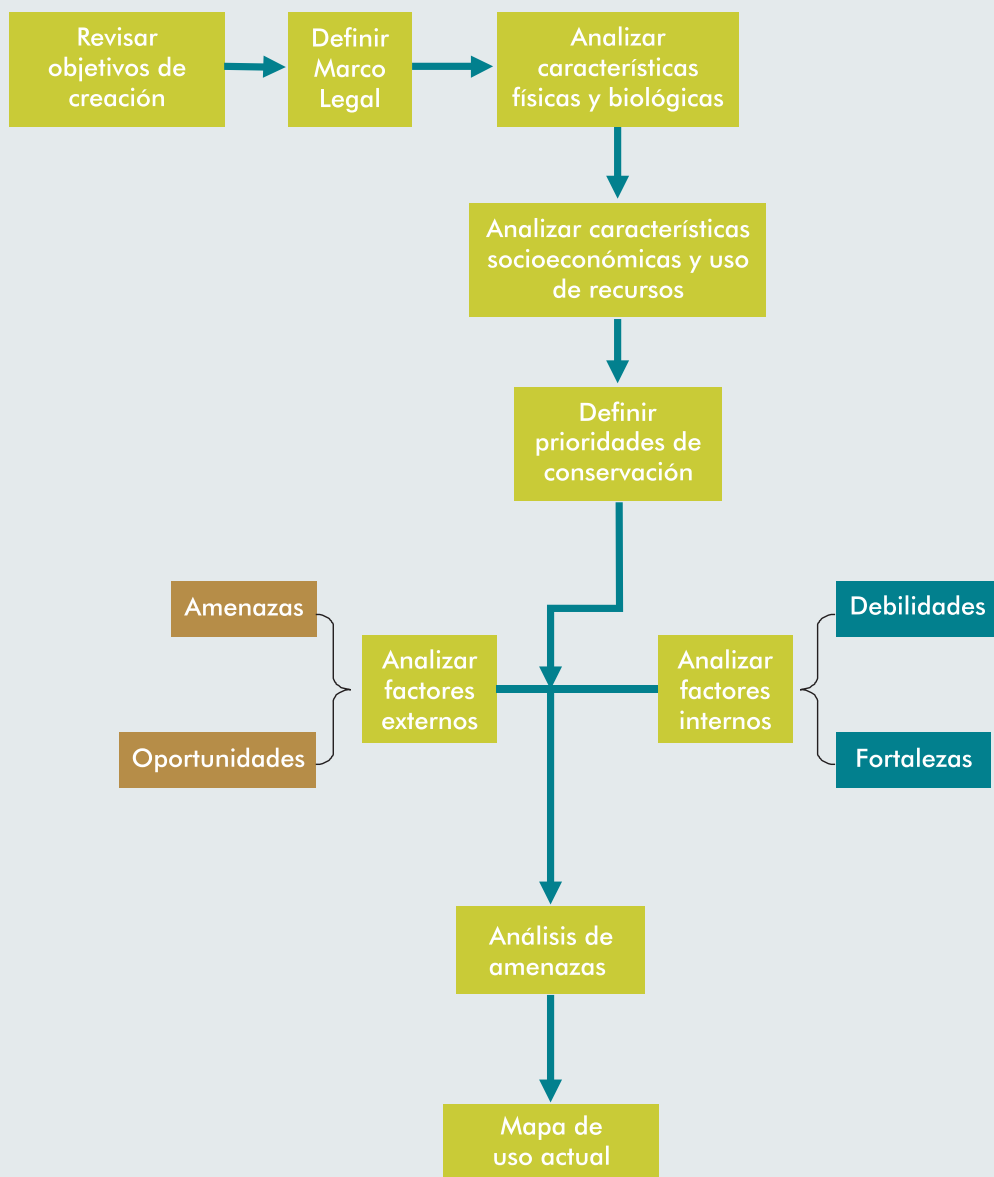 Revisar
objetivos de
creación
Definir
Marco
Legal
Analizar
características
físicas y biológicas
Analizar características
socioeconómicas y uso
de recursos
Definir
prioridades de
conservación
Amenazas
Oportunidades
Analizar
factores
externos
Analizar
factores
internos
Debilidades
Fortalezas
Análisis de
amenazas
Mapa de
uso actual